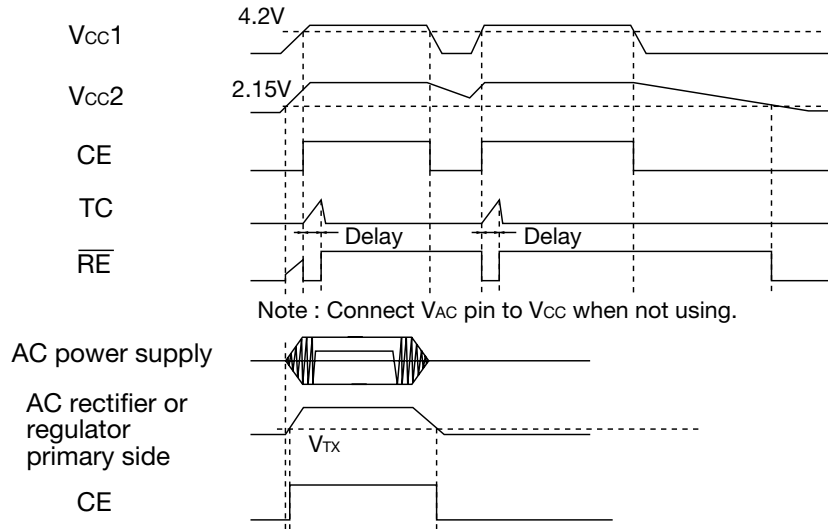 4.2V
Vcc1
2.15V
Vcc2
CE
TC
Delay Delay
RE
Note : Connect VAC pin to Vcc when not using.
AC power supply
AC rectifier or
regulator
primary side
VTX
CE